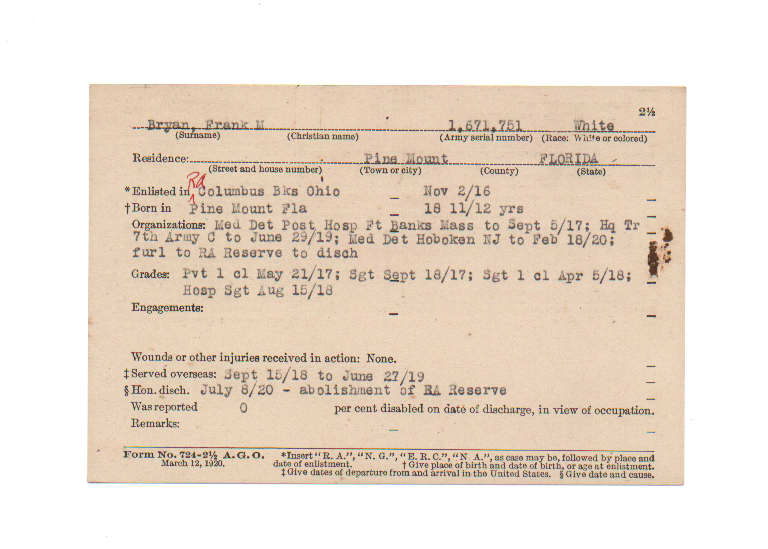 2½
Bryan, Frank M 1,671,751 White
(Surname) (Christian name) (Army serial number) (Race: White or colored)
Residence: Pine Mount FLORIDA
(Street and house number) (Town or city) (County) (State)
RA
*Enlisted in Columbus Bks Ohio Nov 2/16
†Born in Pine Mount Fla 18 11/12 yrs
Organizations: Med Det Post Hosp Ft Banks Mass to Sept 5/17; Hq Tr
7th Army C to June 29/19; Med Det Hoboken NJ to Feb 18/20;
furl to RA Reserve to disch
Grades: Pvt 1 cl May 21/17; Sgt Sept 18/17; Sgt 1 cl Apr 5/18;
Hosp Sgt Aug 15/18
Engagements: –
Wounds or other injuries received in action: None.
‡Served overseas: Sept 15/18 to June 27/19
§Hon. disch. July 8/20 - abolishment of RA Reserve
Was reported 0 per cent disabled on date of discharge, in view of occupation.
Remarks: –
Form No. 724-2½ A. G. O. *Insert "R. A.", "N. G.", "E. R. C.", "N. A.", as case may be, followed by place and
March 12, 1920. date of enlistment. †Give place of birth and date of birth, or age at enlistment.
‡Give dates of departure from and arrival in the United States. §Give date and cause.